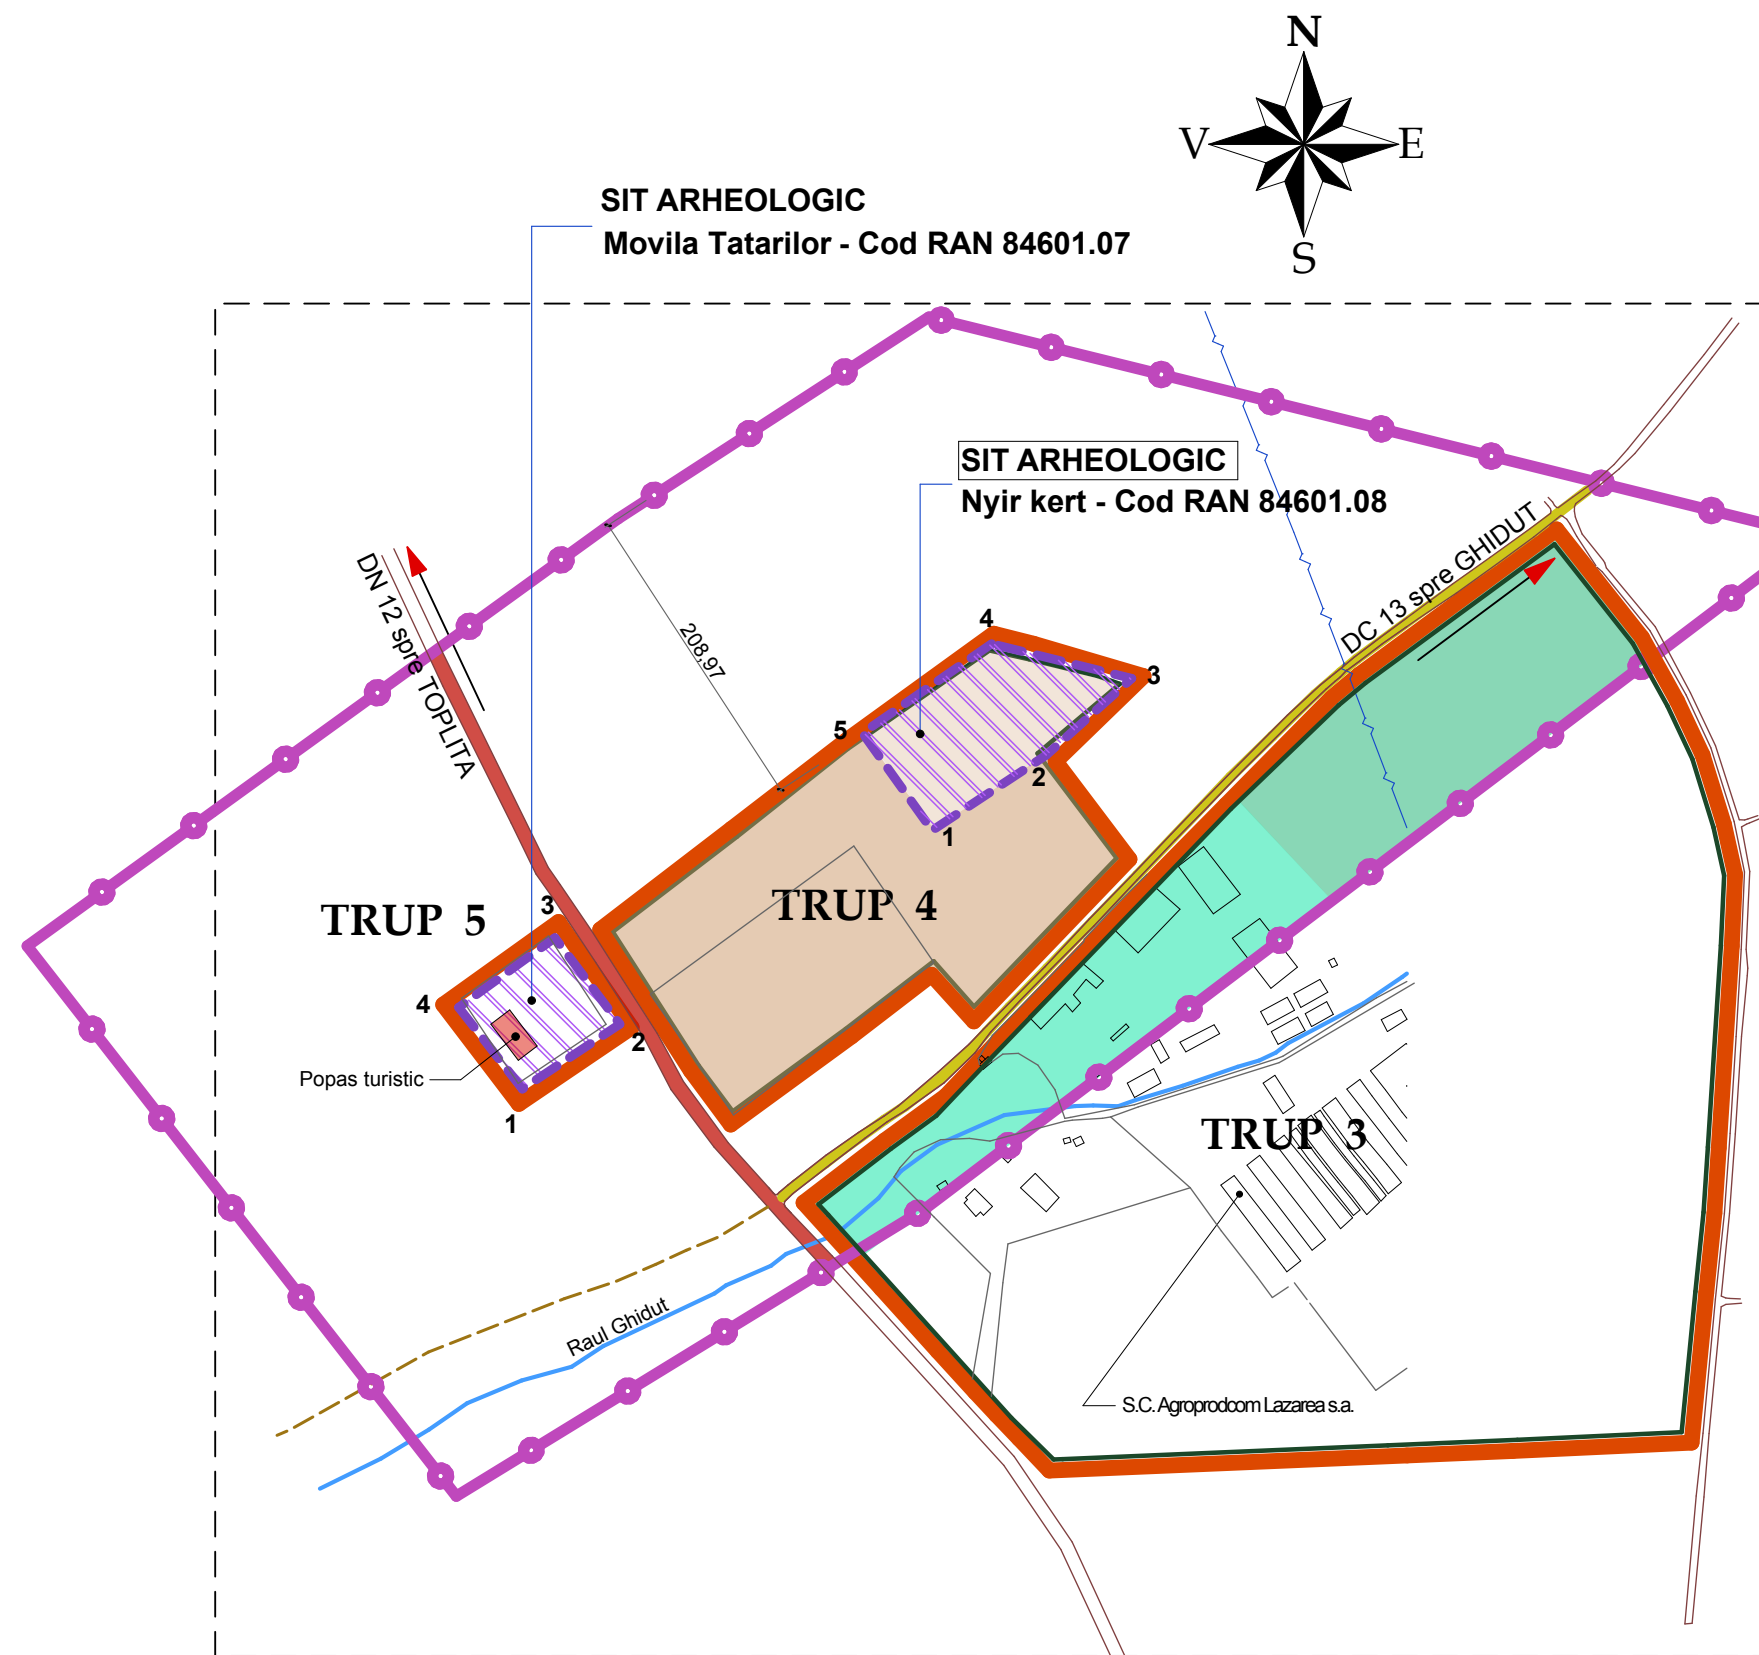 N
V
E
S
SIT ARHEOLOGIC
Movila Tatarilor - Cod RAN 84601.07
SIT ARHEOLOGIC
Nyir kert - Cod RAN 84601.08
DN 12 spre TOPLITA
208,97
DC 13 spre GHIDUT
4
3
5
2
1
TRUP 4
TRUP 5
3
4
2
1
Popas turistic
TRUP 3
Raul Ghidut
S.C. Agroprodcom Lazarea s.a.